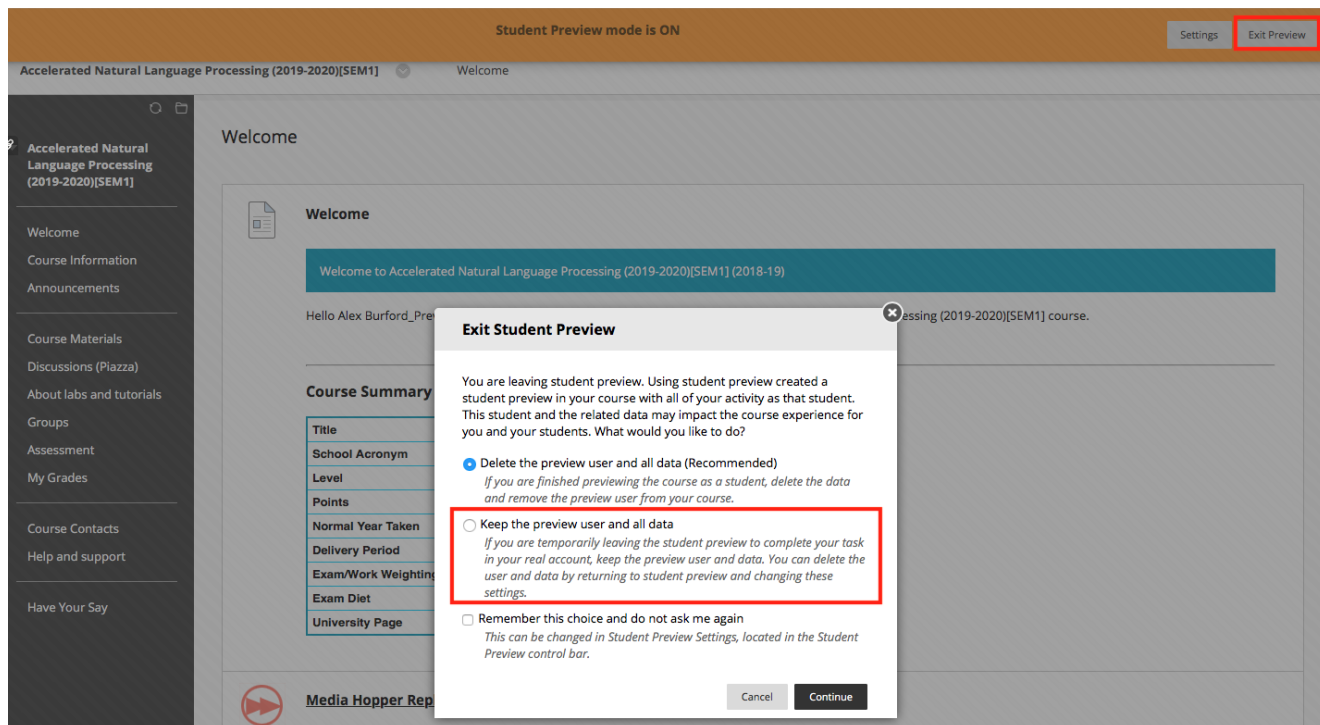 Student Preview mode is ON
Settings
Exit Preview
Accelerated Natural Language Processing (2019-2020)[SEM1]
Welcome
Accelerated Natural
Language Processing
(2019-2020)[SEM1]
Welcome
Course Information
Announcements
Course Materials
Discussions (Piazza)
About labs and tutorials
Groups
Assessment
My Grades
Course Contacts
Help and support
Have Your Say
Welcome
Welcome
Welcome to Accelerated Natural Language Processing (2019-2020)[SEM1] (2018-19)
Hello Alex Burford_Pre
essing (2019-2020)[SEM1] course.
Course Summary
Title
School Acronym
Level
Points
Normal Year Taken
Delivery Period
Exam/Work Weighting
Exam Diet
University Page
Media Hopper Rep
Exit Student Preview
You are leaving student preview. Using student preview created a
student preview in your course with all of your activity as that student.
This student and the related data may impact the course experience for
you and your students. What would you like to do?
Delete the preview user and all data (Recommended)
If you are finished previewing the course as a student, delete the data
and remove the preview user from your course.
Keep the preview user and all data
If you are temporarily leaving the student preview to complete your task
in your real account, keep the preview user and data. You can delete the
user and data by returning to student preview and changing these
settings.
Remember this choice and do not ask me again
This can be changed in Student Preview Settings, located in the Student
Preview control bar.
Cancel
Continue